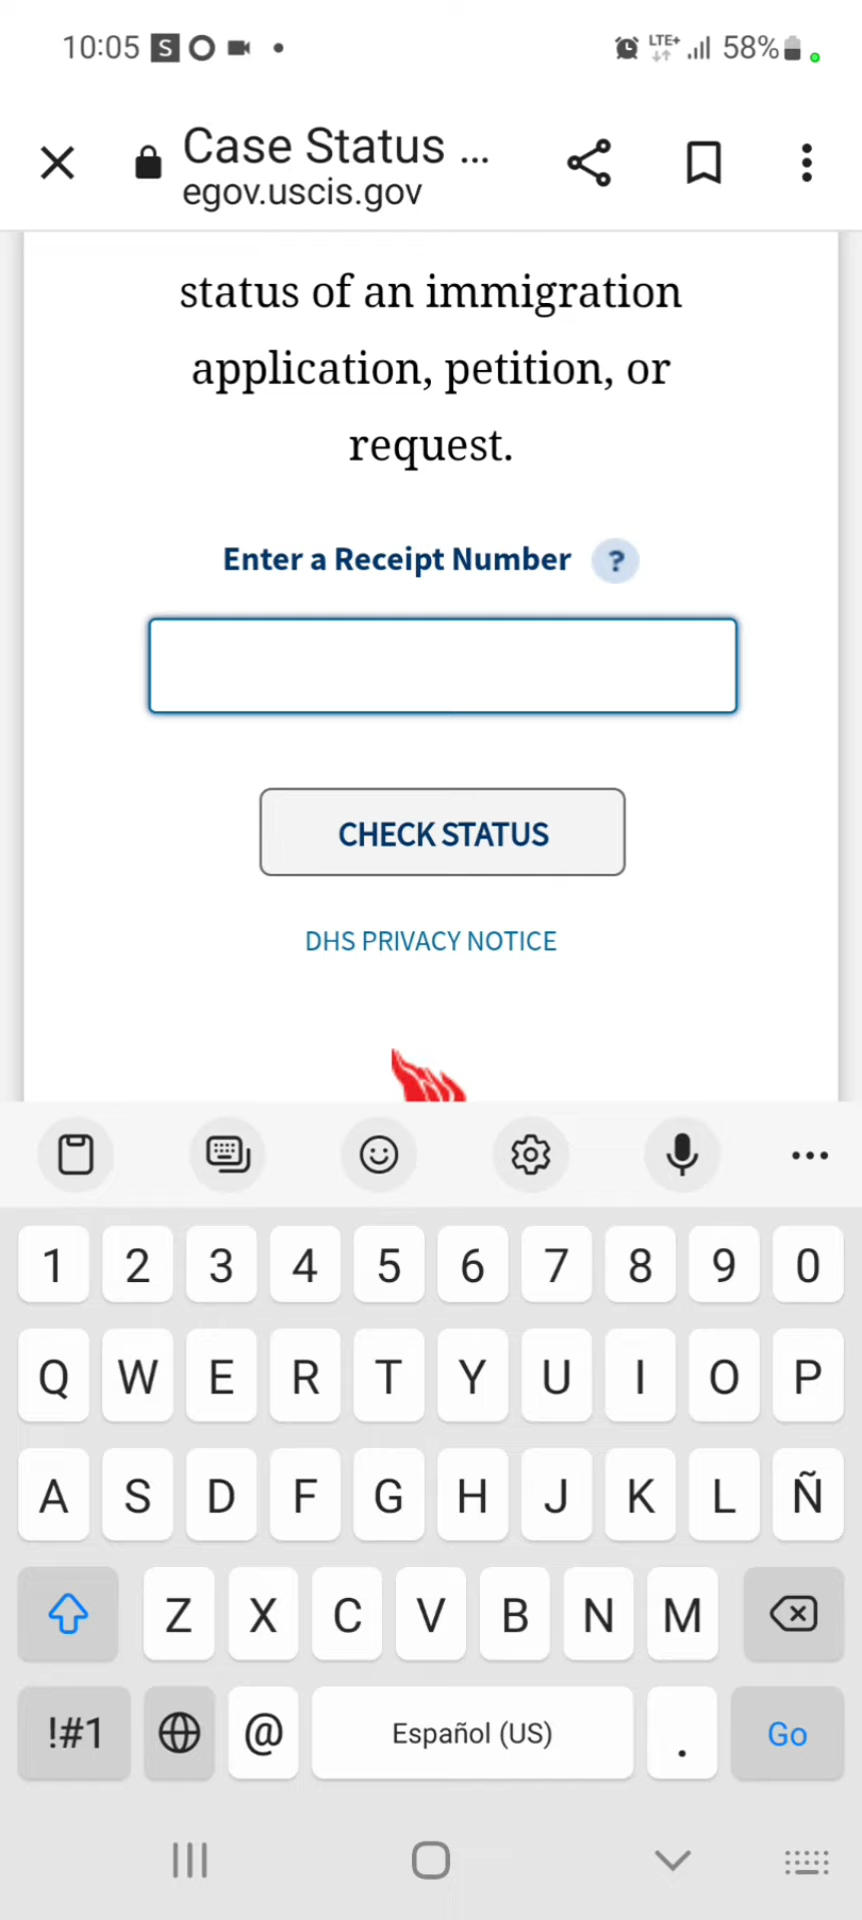 10:05 S LTE+ 58%
Case Status ...
egov.uscis.gov
status of an immigration
application, petition, or
request.
Enter a Receipt Number ?
CHECK STATUS
DHS PRIVACY NOTICE
1 2 3 4 5 6 7 8 9 0
Q W E R T Y U I O P
A S D F G H J K L Ñ
Z X C V B N M
!#1 @ Español (US) . Go